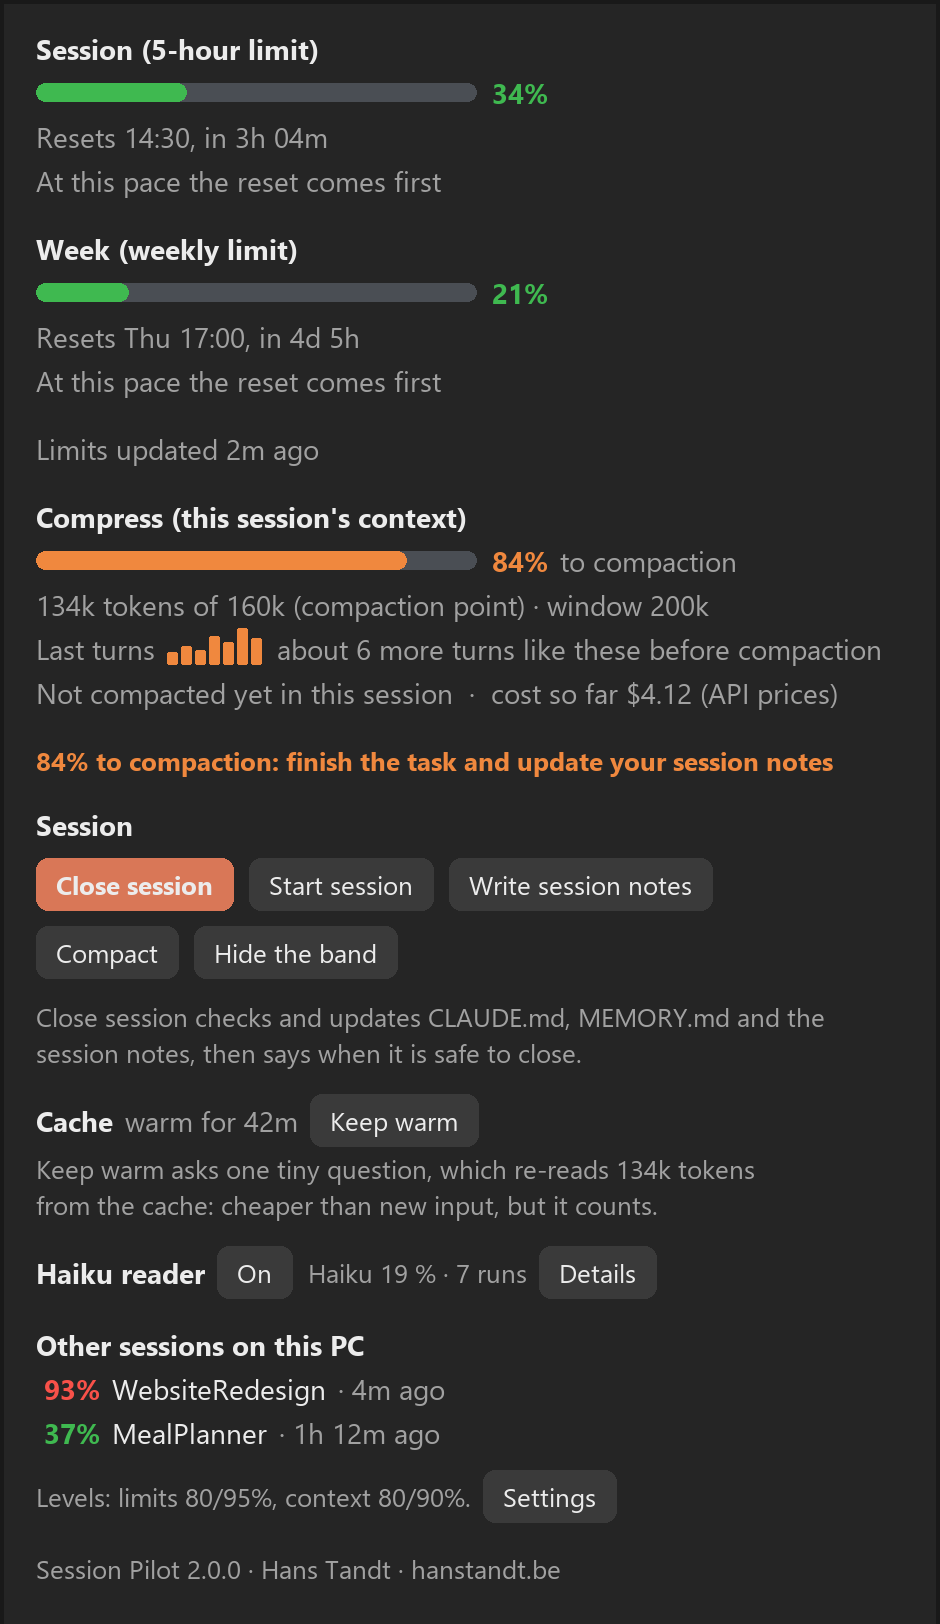 Session (5-hour limit)
34%
Resets 14:30, in 3h 04m
At this pace the reset comes first
Week (weekly limit)
21%
Resets Thu 17:00, in 4d 5h
At this pace the reset comes first
Limits updated 2m ago
Compress (this session's context)
84% to compaction
134k tokens of 160k (compaction point) · window 200k
Last turns about 6 more turns like these before compaction
Not compacted yet in this session · cost so far $4.12 (API prices)
84% to compaction: finish the task and update your session notes
Session
Close session Start session Write session notes
Compact Hide the band
Close session checks and updates CLAUDE.md, MEMORY.md and the
session notes, then says when it is safe to close.
Cache warm for 42m Keep warm
Keep warm asks one tiny question, which re-reads 134k tokens
from the cache: cheaper than new input, but it counts.
Haiku reader On Haiku 19 % · 7 runs Details
Other sessions on this PC
93% WebsiteRedesign · 4m ago
37% MealPlanner · 1h 12m ago
Levels: limits 80/95%, context 80/90%. Settings
Session Pilot 2.0.0 · Hans Tandt · hanstandt.be